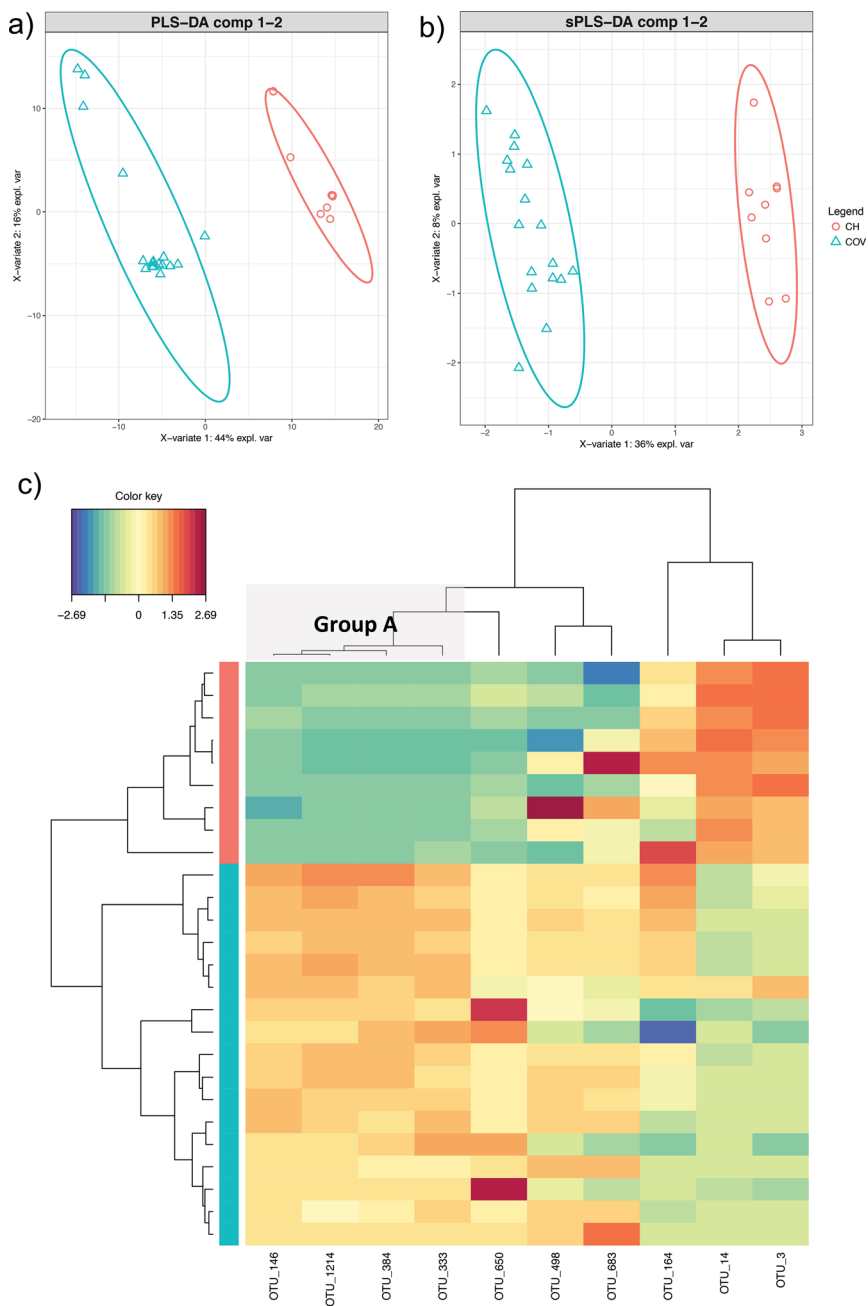 a)
PLS-DA comp 1-2
10
0
-10
-20
-10
0
10
20
X-variate 2: 16% expl. var
X-variate 1: 44% expl. var
b)
sPLS-DA comp 1-2
2
1
0
-1
-2
-2
-1
0
1
2
3
X-variate 2: 8% expl. var
X-variate 1: 36% expl. var
Legend
CH
COV
c)
Color key
-2.69
0
1.35
2.69
Group A
OTU_146
OTU_1214
OTU_384
OTU_333
OTU_650
OTU_498
OTU_683
OTU_164
OTU_14
OTU_3